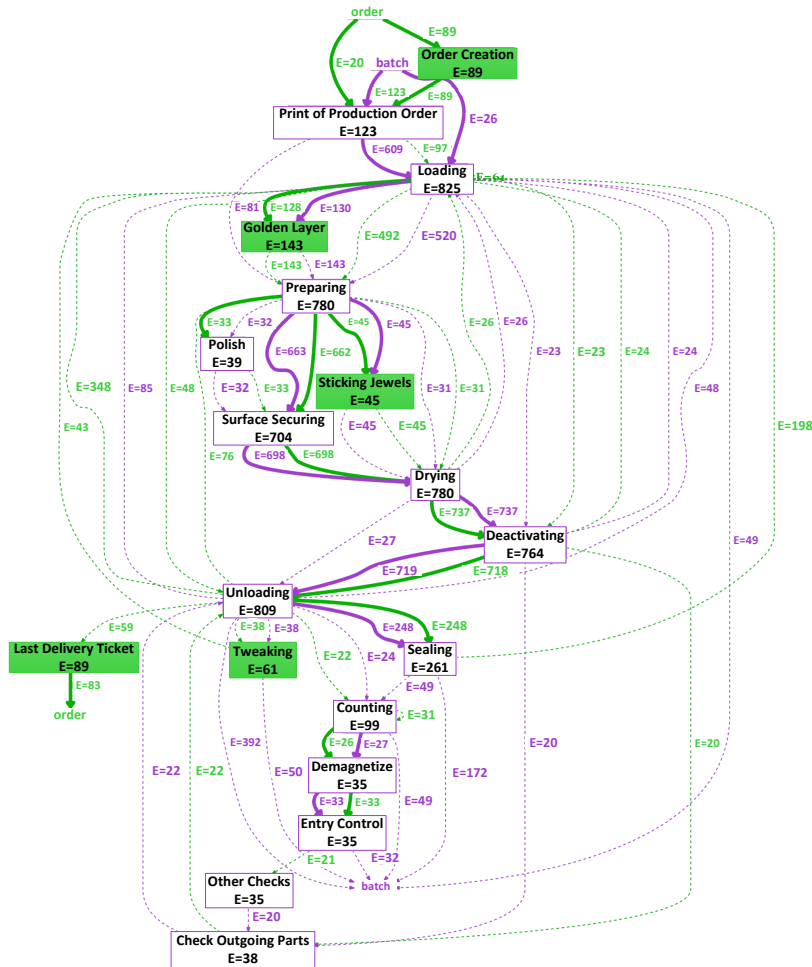 order
E=89
Order Creation
E=89
batch
E=20
E=123
E=89
E=26
Print of Production Order
E=123
E=609
E=97
Loading
E=825
E=61
E=81
E=128
E=130
Golden Layer
E=143
E=492
E=520
E=143
E=143
Preparing
E=780
E=33
E=32
E=45
E=45
E=26
E=26
Polish
E=39
E=663
E=662
E=23
E=23
E=24
E=24
E=348
E=85
E=48
E=32
E=33
Sticking Jewels
E=45
E=31
E=31
E=48
E=43
Surface Securing
E=704
E=45
E=45
E=198
E=76
E=698
E=698
Drying
E=780
E=737
E=737
Deactivating
E=764
E=27
E=49
E=719
E=718
Unloading
E=809
E=59
E=38
E=38
E=248
E=248
Last Delivery Ticket
E=89
Tweaking
E=61
E=22
E=24
Sealing
E=261
E=83
E=49
order
Counting
E=99
E=31
E=392
E=26
E=27
E=20
E=20
E=22
E=22
E=50
Demagnetize
E=35
E=172
E=33
E=33
E=49
Entry Control
E=35
E=21
E=32
Other Checks
E=35
batch
E=20
Check Outgoing Parts
E=38